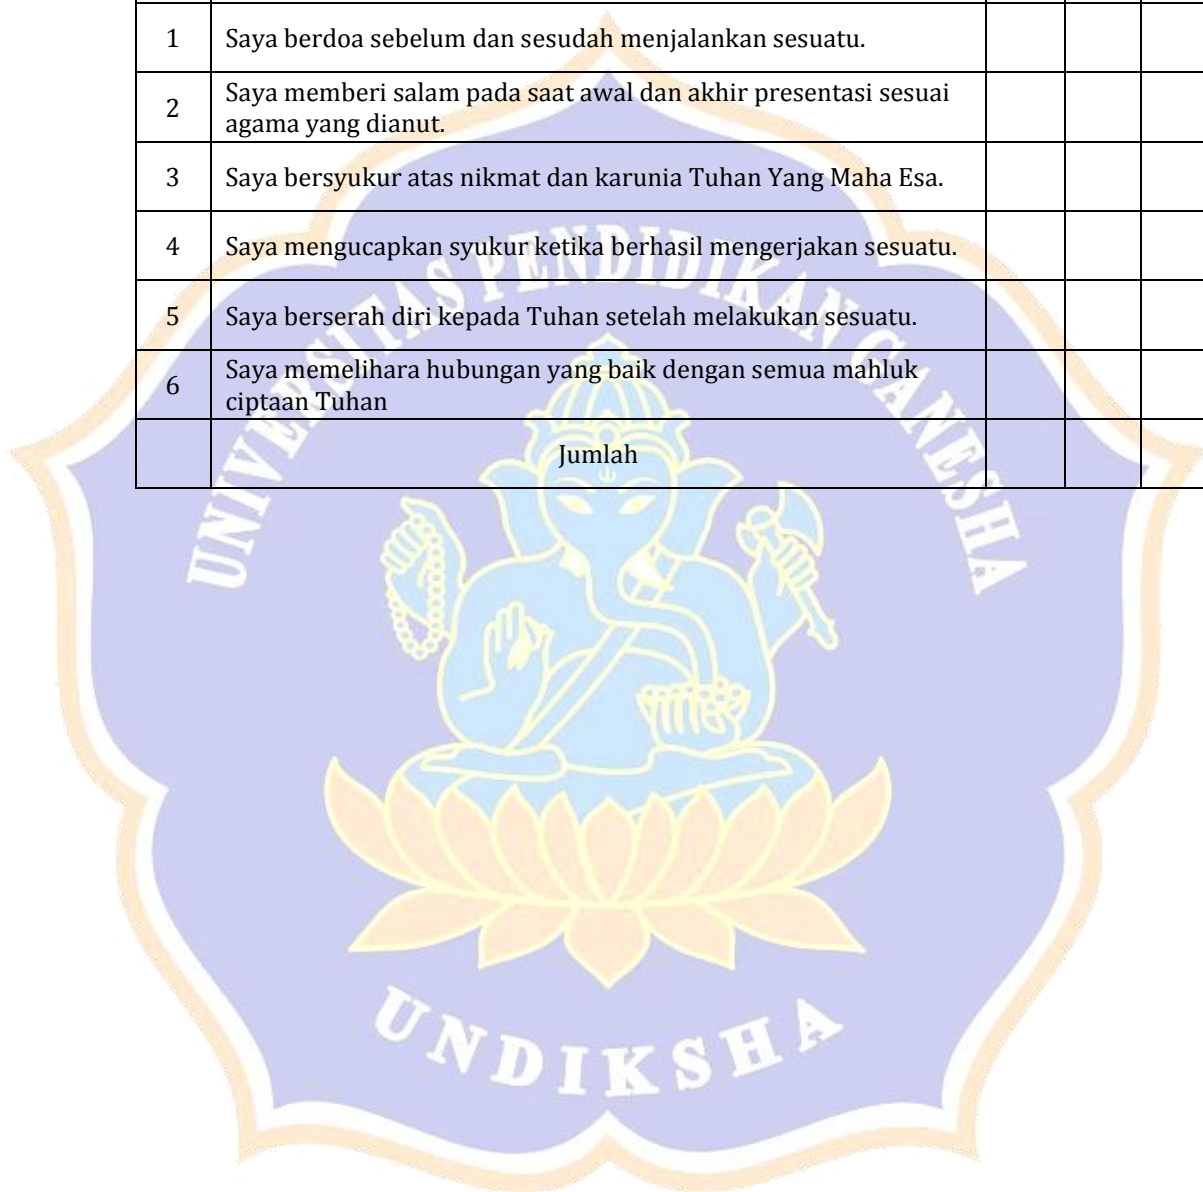 1 Saya berdoa sebelum dan sesudah menjalankan sesuatu.
2 Saya memberi salam pada saat awal dan akhir presentasi sesuai
agama yang dianut.
3 Saya bersyukur atas nikmat dan karunia Tuhan Yang Maha Esa.
4 Saya mengucapkan syukur ketika berhasil mengerjakan sesuatu.
5 Saya berserah diri kepada Tuhan setelah melakukan sesuatu.
6 Saya memelihara hubungan yang baik dengan semua mahluk
ciptaan Tuhan
Jumlah
UNIVERSITAS PENDIDIKAN GANESHA
UNDIKSHA